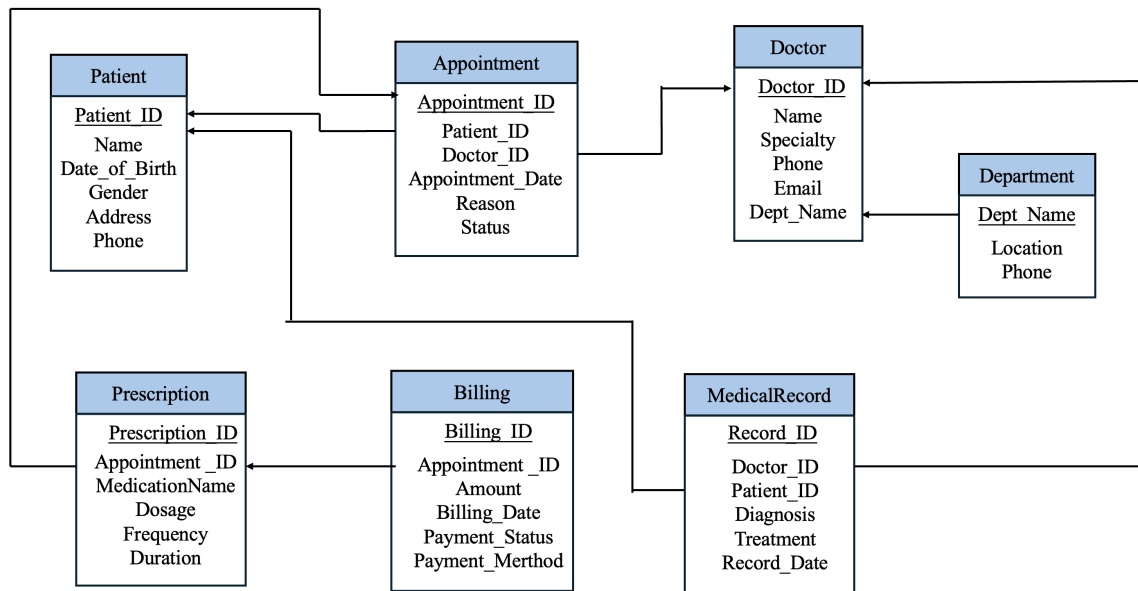 Patient
Patient_ID
Name
Date_of_Birth
Gender
Address
Phone
Appointment
Appointment_ID
Patient_ID
Doctor_ID
Appointment_Date
Reason
Status
Doctor
Doctor_ID
Name
Specialty
Phone
Email
Dept_Name
Department
Dept_Name
Location
Phone
Prescription
Prescription_ID
Appointment _ID
MedicationName
Dosage
Frequency
Duration
Billing
Billing_ID
Appointment _ID
Amount
Billing_Date
Payment_Status
Payment_Merthod
MedicalRecord
Record_ID
Doctor_ID
Patient_ID
Diagnosis
Treatment
Record_Date